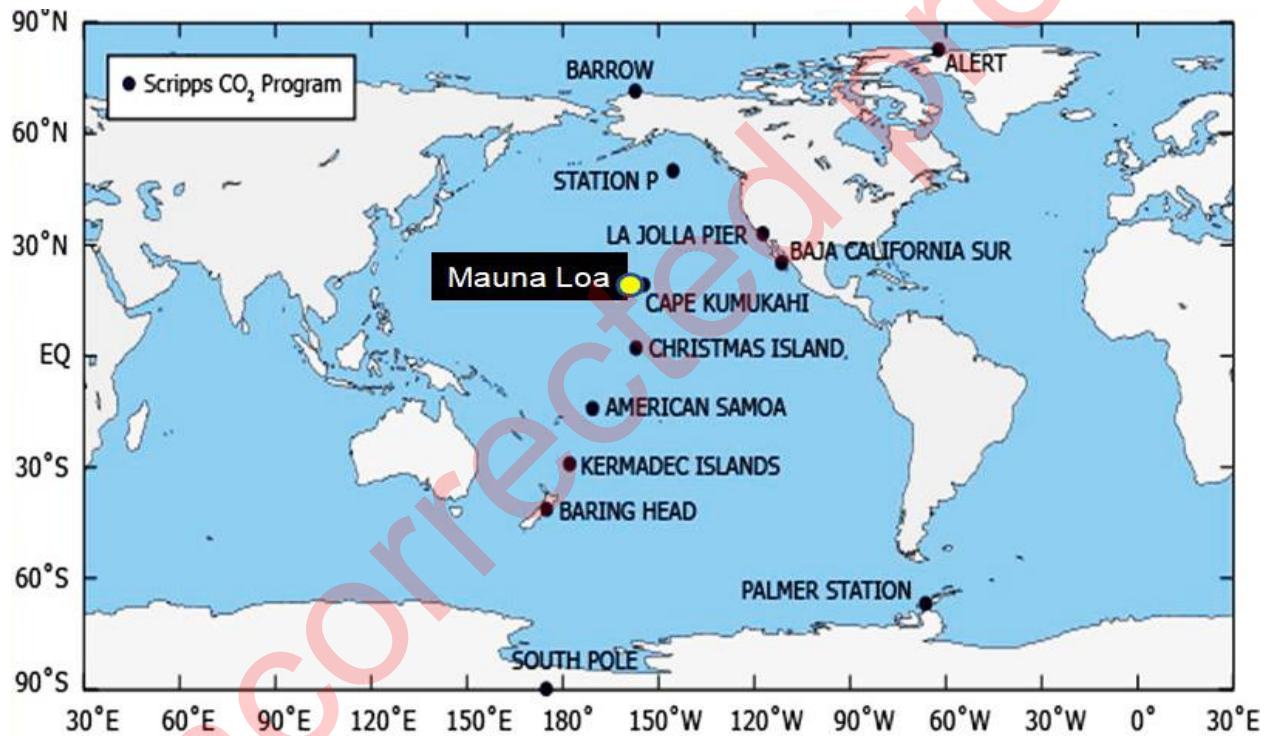 90°N
ALERT
BARROW
Scripps CO₂ Program
60°N
STATION P
LA JOLLA PIER
BAJA CALIFORNIA SUR
30°N
Mauna Loa
CAPE KUMUKAHI
EQ
CHRISTMAS ISLAND
AMERICAN SAMOA
30°S
KERMADEC ISLANDS
BARING HEAD
60°S
PALMER STATION
SOUTH POLE
90°S
30°E 60°E 90°E 120°E 150°E 180° 150°W 120°W 90°W 60°W 30°W 0° 30°E
corrected pr